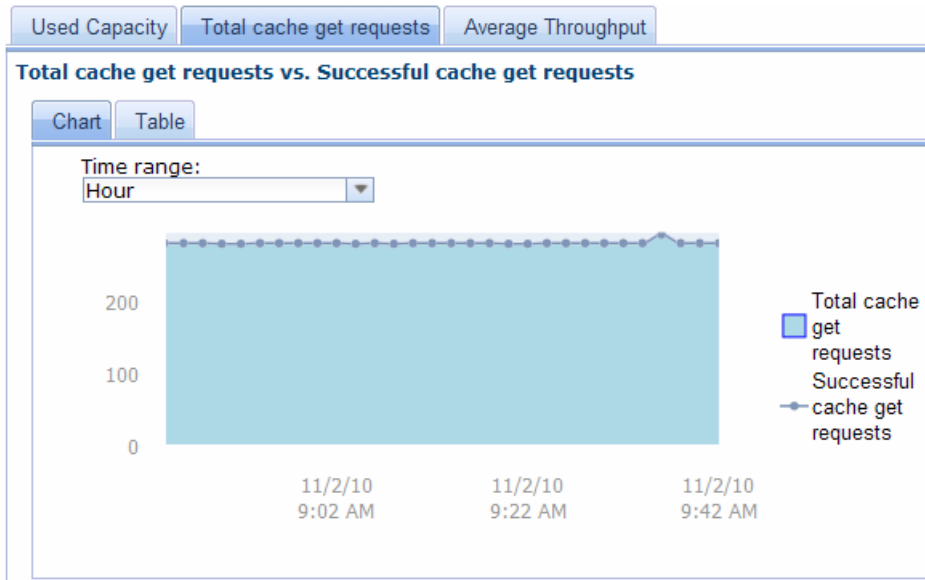 Used Capacity Total cache get requests Average Throughput
Total cache get requests vs. Successful cache get requests
Chart Table
Time range:
Hour
200
100
0
11/2/10
9:02 AM
11/2/10
9:22 AM
11/2/10
9:42 AM
Total cache
get
requests
Successful
cache get
requests